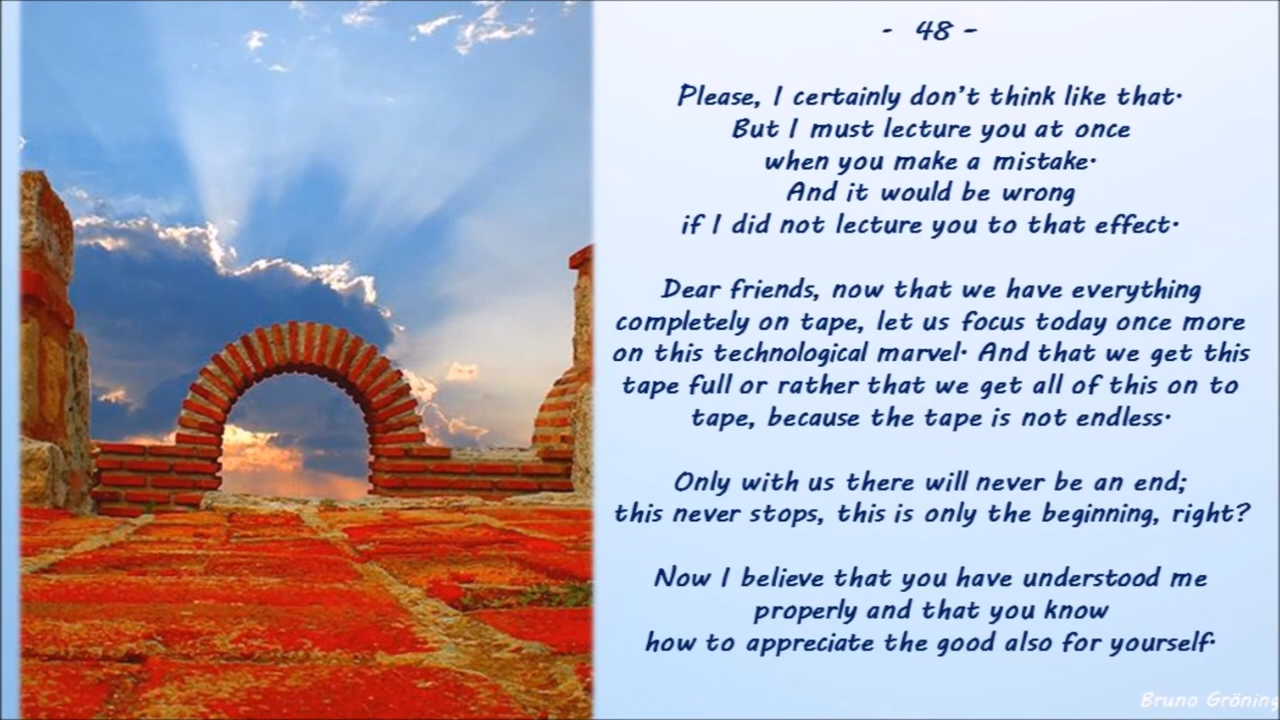 - 48 -
Please, I certainly don't think like that.
But I must lecture you at once
when you make a mistake.
And it would be wrong
if I did not lecture you to that effect.
Dear friends, now that we have everything
completely on tape, let us focus today once more
on this technological marvel. And that we get this
tape full or rather that we get all of this on to
tape, because the tape is not endless.
Only with us there will never be an end;
this never stops, this is only the beginning, right?
Now I believe that you have understood me
properly and that you know
how to appreciate the good also for yourself.
Bruno Gröning